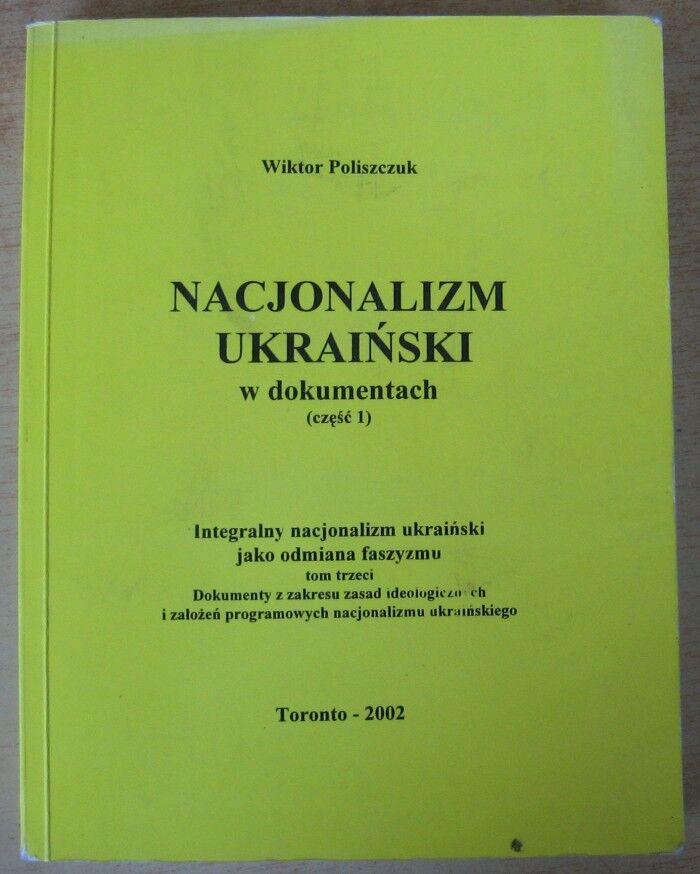 Wiktor Poliszczuk
NACJONALIZM
UKRAIŃSKI
w dokumentach
(część 1)
Integralny nacjonalizm ukraiński
jako odmiana faszyzmu
tom trzeci
Dokumenty z zakresu zasad ideologicznych
i założeń programowych nacjonalizmu ukraińskiego
Toronto - 2002